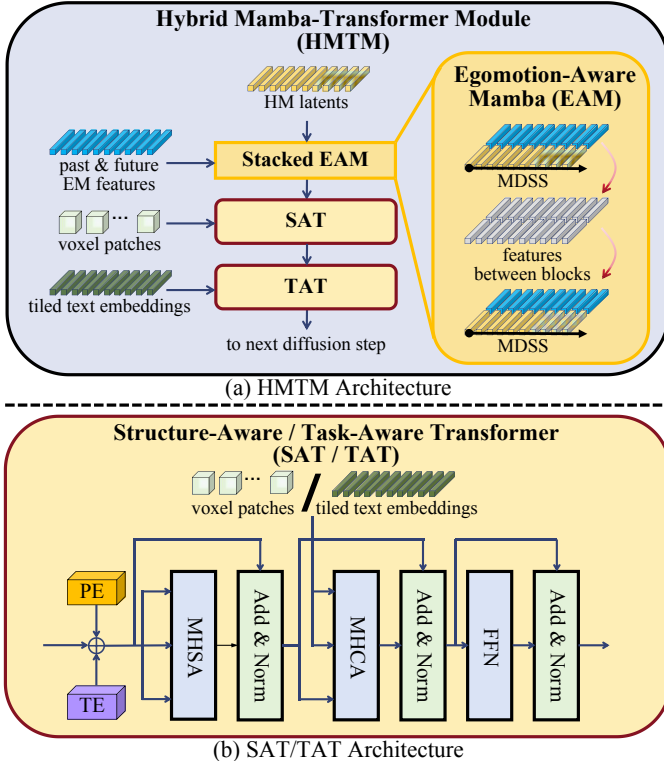 Hybrid Mamba-Transformer Module
(HMTM)
HM latents
Egomotion-Aware
Mamba (EAM)
past & future
EM features
Stacked EAM
MDSS
voxel patches
SAT
features
between blocks
tiled text embeddings
TAT
MDSS
to next diffusion step
(a) HMTM Architecture
Structure-Aware / Task-Aware Transformer
(SAT / TAT)
voxel patches / tiled text embeddings
PE
TE
MHSA
Add & Norm
MHCA
Add & Norm
FFN
Add & Norm
(b) SAT/TAT Architecture